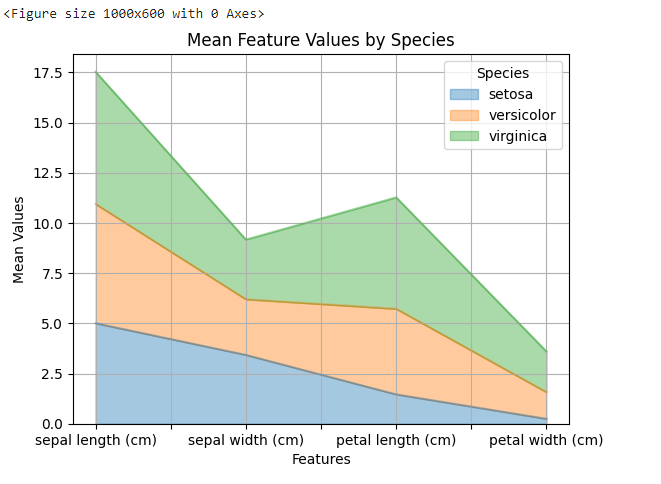 <Figure size 1000x600 with 0 Axes>
Mean Feature Values by Species
Species
setosa
versicolor
virginica
Mean Values
17.5
15.0
12.5
10.0
7.5
5.0
2.5
0.0
sepal length (cm) sepal width (cm) petal length (cm) petal width (cm)
Features